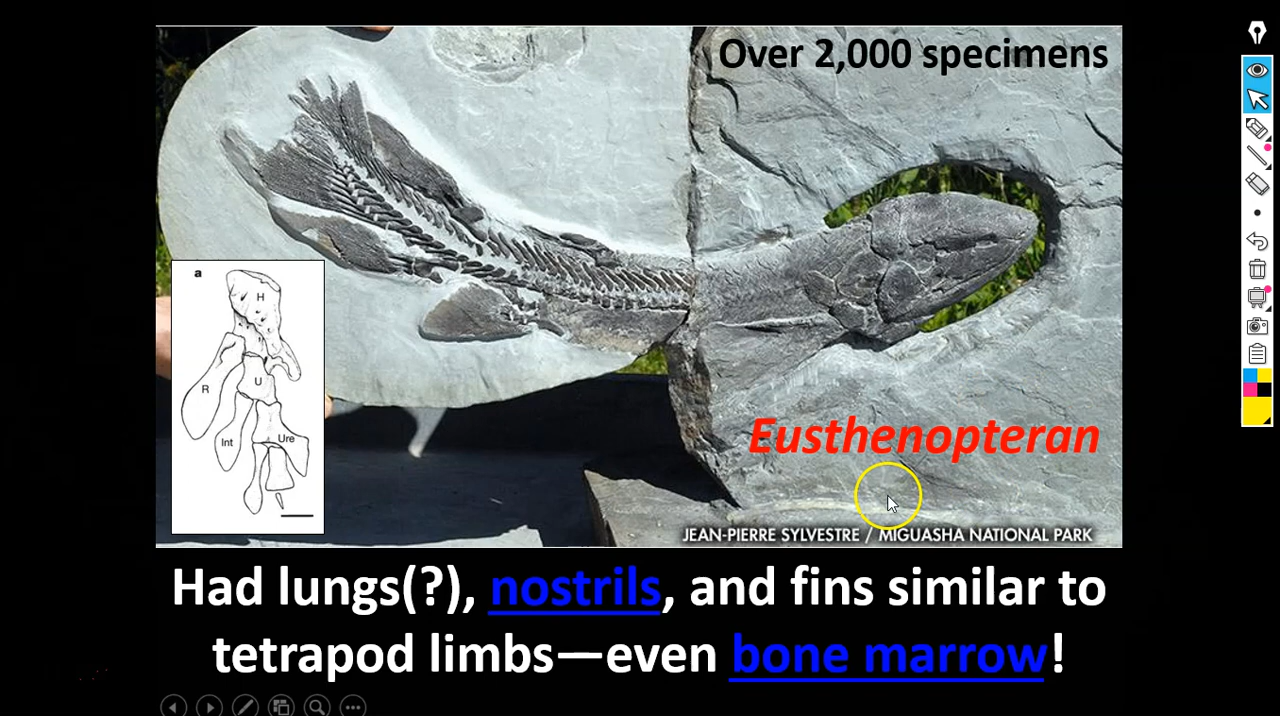 Over 2,000 specimens
a
H
R
U
Int
Ure
Eusthenopteran
JEAN-PIERRE SYLVESTRE / MIGUASHA NATIONAL PARK
Had lungs(?), nostrils, and fins similar to
tetrapod limbs—even bone marrow!